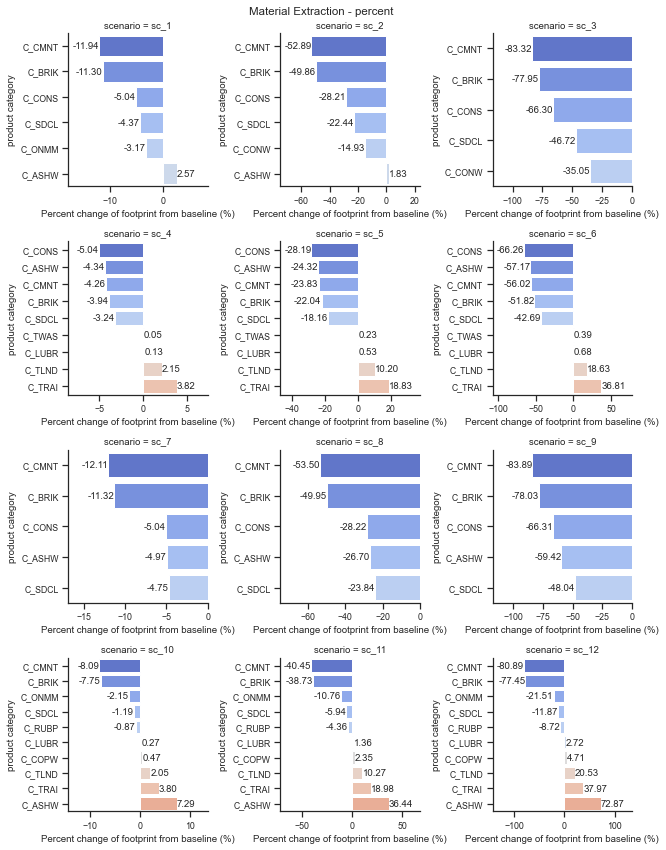 Material Extraction - percent
scenario = sc_1
product category
C_CMNT -11.94
C_BRIK -11.30
C_CONS -5.04
C_SDCL -4.37
C_ONMM -3.17
C_ASHW 2.57
−10 0
Percent change of footprint from baseline (%)
scenario = sc_2
product category
C_CMNT -52.89
C_BRIK -49.86
C_CONS -28.21
C_SDCL -22.44
C_CONW -14.93
C_ASHW 1.83
−60 −40 −20 0 20
Percent change of footprint from baseline (%)
scenario = sc_3
product category
C_CMNT -83.32
C_BRIK -77.95
C_CONS -66.30
C_SDCL -46.72
C_CONW -35.05
−100 −75 −50 −25 0
Percent change of footprint from baseline (%)
scenario = sc_4
product category
C_CONS -5.04
C_ASHW -4.34
C_CMNT -4.26
C_BRIK -3.94
C_SDCL -3.24
C_TWAS 0.05
C_LUBR 0.13
C_TLND 2.15
C_TRAI 3.82
−5 0 5
Percent change of footprint from baseline (%)
scenario = sc_5
product category
C_CONS -28.19
C_ASHW -24.32
C_CMNT -23.83
C_BRIK -22.04
C_SDCL -18.16
C_TWAS 0.23
C_LUBR 0.53
C_TLND 10.20
C_TRAI 18.83
−40 −20 0 20
Percent change of footprint from baseline (%)
scenario = sc_6
product category
C_CONS -66.26
C_ASHW -57.17
C_CMNT -56.02
C_BRIK -51.82
C_SDCL -42.69
C_TWAS 0.39
C_LUBR 0.68
C_TLND 18.63
C_TRAI 36.81
−100 −50 0 50
Percent change of footprint from baseline (%)
scenario = sc_7
product category
C_CMNT -12.11
C_BRIK -11.32
C_CONS -5.04
C_ASHW -4.97
C_SDCL -4.75
−15 −10 −5 0
Percent change of footprint from baseline (%)
scenario = sc_8
product category
C_CMNT -53.50
C_BRIK -49.95
C_CONS -28.22
C_ASHW -26.70
C_SDCL -23.84
−60 −40 −20 0
Percent change of footprint from baseline (%)
scenario = sc_9
product category
C_CMNT -83.89
C_BRIK -78.03
C_CONS -66.31
C_ASHW -59.42
C_SDCL -48.04
−100 −75 −50 −25 0
Percent change of footprint from baseline (%)
scenario = sc_10
product category
C_CMNT -8.09
C_BRIK -7.75
C_ONMM -2.15
C_SDCL -1.19
C_RUBP -0.87
C_LUBR 0.27
C_COPW 0.47
C_TLND 2.05
C_TRAI 3.80
C_ASHW 7.29
−10 0 10
Percent change of footprint from baseline (%)
scenario = sc_11
product category
C_CMNT -40.45
C_BRIK -38.73
C_ONMM -10.76
C_SDCL -5.94
C_RUBP -4.36
C_LUBR 1.36
C_COPW 2.35
C_TLND 10.27
C_TRAI 18.98
C_ASHW 36.44
−50 0 50
Percent change of footprint from baseline (%)
scenario = sc_12
product category
C_CMNT -80.89
C_BRIK -77.45
C_ONMM -21.51
C_SDCL -11.87
C_RUBP -8.72
C_LUBR 2.72
C_COPW 4.71
C_TLND 20.53
C_TRAI 37.97
C_ASHW 72.87
−100 0 100
Percent change of footprint from baseline (%)